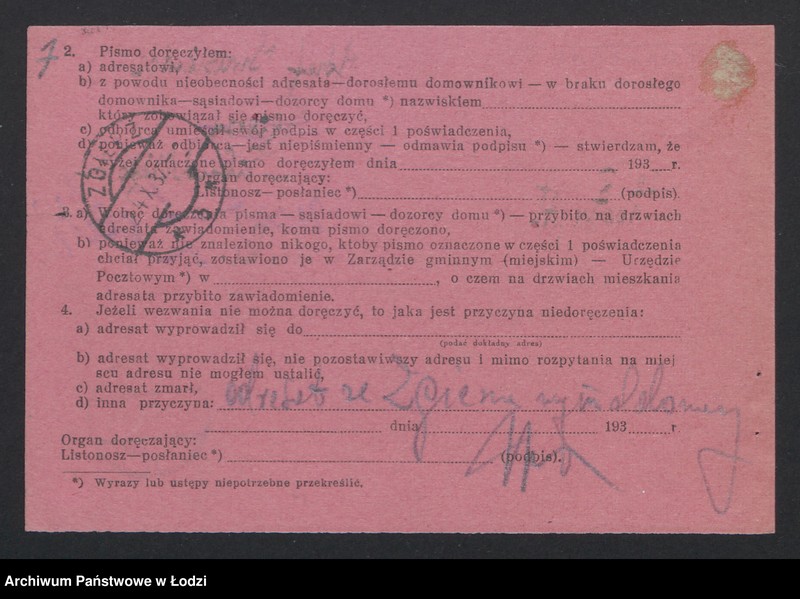 7
2. Pismo doręczyłem:
a) adresatowi,
b) z powodu nieobecności adresata—dorosłemu domownikowi — w braku dorosłego
domownika—sąsiadowi—dozorcy domu *) nazwiskiem
który zobowiązał się pismo doręczyć,
c) odbiorca umieścił swój podpis w części 1 poświadczenia,
d) ponieważ odbiorca—jest niepiśmienny — odmawia podpisu *) — stwierdzam, że
wyżej oznaczone pismo doręczyłem dnia 193 r.
Organ doręczający:
Listonosz—posłaniec *) (podpis).
3. a) Wobec doręczenia pisma — sąsiadowi — dozorcy domu *) — przybito na drzwiach
adresata zawiadomienie, komu pismo doręczono,
b) ponieważ nie znaleziono nikogo, ktoby pismo oznaczone w części 1 poświadczenia
chciał przyjąć, zostawiono je w Zarządzie gminnym (miejskim) — Urzędzie
Pocztowym *) w , o czem na drzwiach mieszkania
adresata przybito zawiadomienie.
4. Jeżeli wezwania nie można doręczyć, to jaka jest przyczyna niedoręczenia:
a) adresat wyprowadził się do
(podać dokładny adres)
b) adresat wyprowadził się, nie pozostawiwszy adresu i mimo rozpytania na miej
scu adresu nie mogłem ustalić,
c) adresat zmarł,
d) inna przyczyna: adresat ze Zgierza
dnia 193 r.
Organ doręczający:
Listonosz—posłaniec *) (podpis).
*) Wyrazy lub ustępy niepotrzebne przekreślić.
Archiwum Państwowe w Łodzi